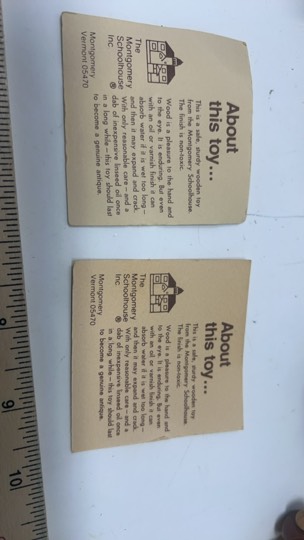 About
this toy...
This is a safe, sturdy wooden toy
from the Montgomery Schoolhouse.
The finish is non-toxic.
Wood is a pleasure to the hand and
to the eye. It is enduring. But even
with an oil or varnish finish it can
absorb water if it is wet too long –
and then it may expand and crack.
With only reasonable care – and a
dab of inexpensive linseed oil once
in a long while – this toy should last
to become a genuine antique.
The
Montgomery
Schoolhouse
Inc. ®
Montgomery
Vermont 05470
About
this toy...
This is a safe, sturdy wooden toy
from the Montgomery Schoolhouse.
The finish is non-toxic.
Wood is a pleasure to the hand and
to the eye. It is enduring. But even
with an oil or varnish finish it can
absorb water if it is wet too long –
and then it may expand and crack.
With only reasonable care – and a
dab of inexpensive linseed oil once
in a long while – this toy should last
to become a genuine antique.
The
Montgomery
Schoolhouse
Inc. ®
Montgomery
Vermont 05470
8
9
10